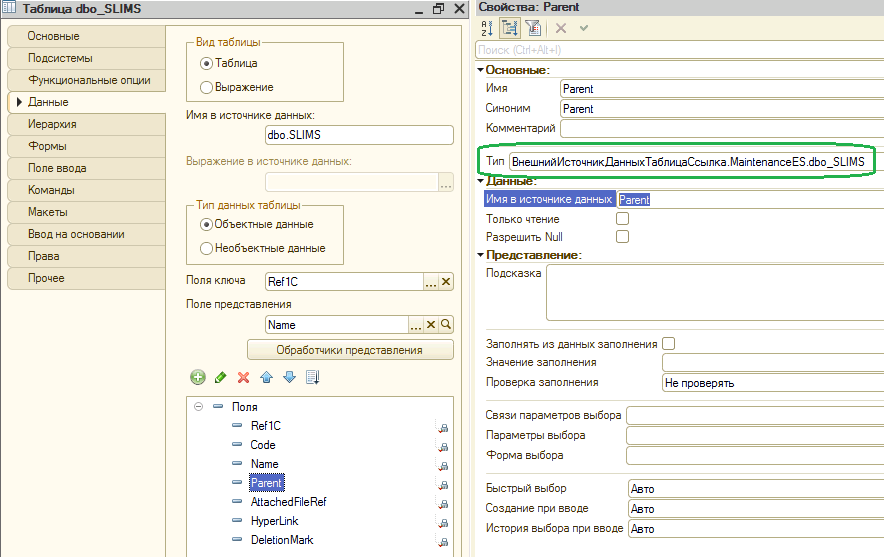 Таблица dbo_SLIMS
Основные
Подсистемы
Функциональные опции
Данные
Иерархия
Формы
Поле ввода
Команды
Макеты
Ввод на основании
Права
Прочее
Вид таблицы
Таблица
Выражение
Имя в источнике данных:
dbo.SLIMS
Выражение в источнике данных:
...
Тип данных таблицы
Объектные данные
Необъектные данные
Поля ключа
Ref1C
...
Поле представления
Name
...
Обработчики представления
Поля
Ref1C
Code
Name
Parent
AttachedFileRef
HyperLink
DeletionMark
Свойства: Parent
Поиск (Ctrl+Alt+I)
Основные:
Имя Parent
Синоним Parent
Комментарий
Тип ВнешнийИсточникДанныхТаблицаСсылка.MaintenanceES.dbo_SLIMS
Данные:
Имя в источнике данных Parent
Только чтение
Разрешить Null
Представление:
Подсказка
Заполнять из данных заполнения
Значение заполнения
Проверка заполнения Не проверять
Связи параметров выбора
Параметры выбора
Форма выбора
Быстрый выбор Авто
Создание при вводе Авто
История выбора при вводе Авто